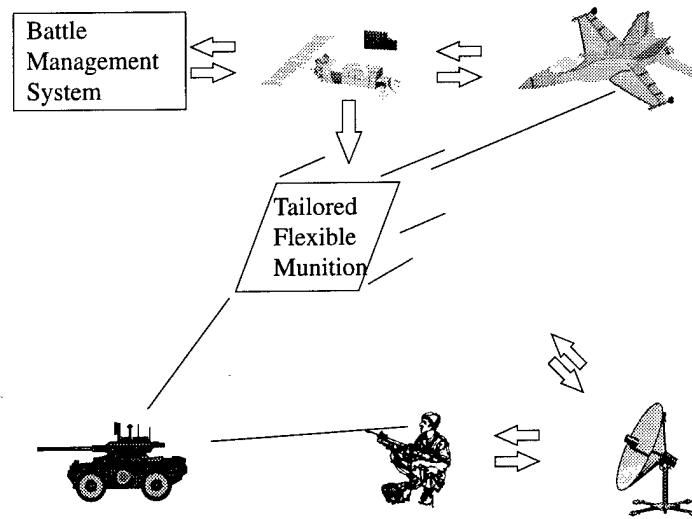 Battle
Management
System
Tailored
Flexible
Munition